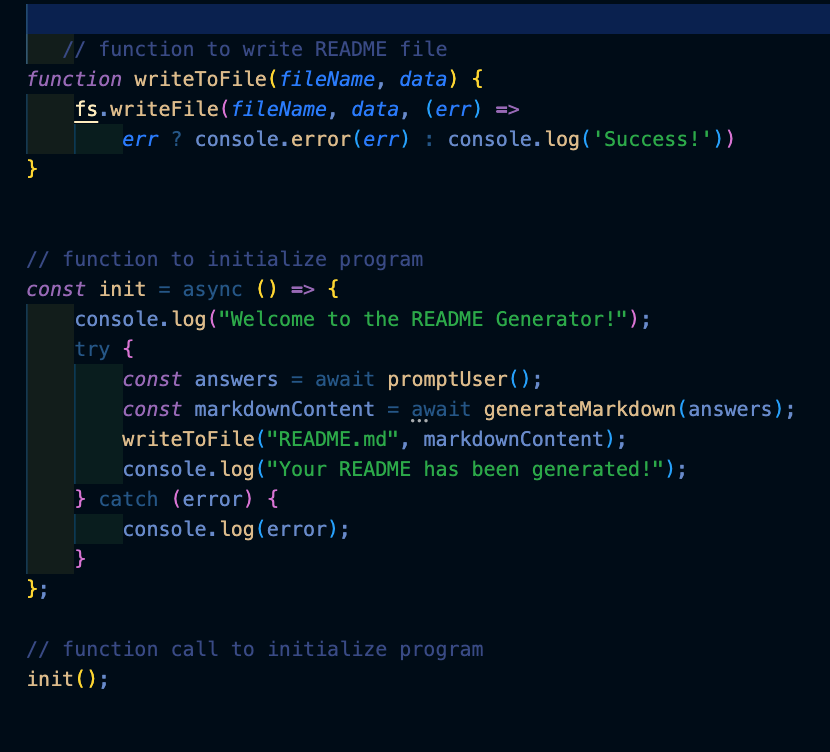 // function to write README file
function writeToFile(fileName, data) {
fs.writeFile(fileName, data, (err) =>
err ? console.error(err) : console.log('Success!'))
}
// function to initialize program
const init = async () => {
console.log("Welcome to the README Generator!");
try {
const answers = await promptUser();
const markdownContent = await generateMarkdown(answers);
writeToFile("README.md", markdownContent);
console.log("Your README has been generated!");
} catch (error) {
console.log(error);
}
};
// function call to initialize program
init();